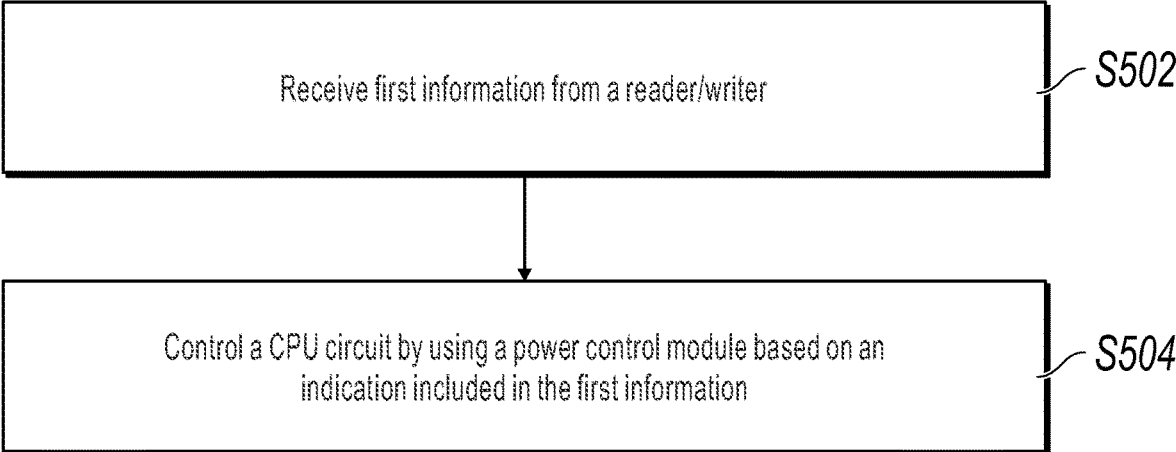 Receive first information from a reader/writer
S502
Control a CPU circuit by using a power control module based on an
indication included in the first information
S504